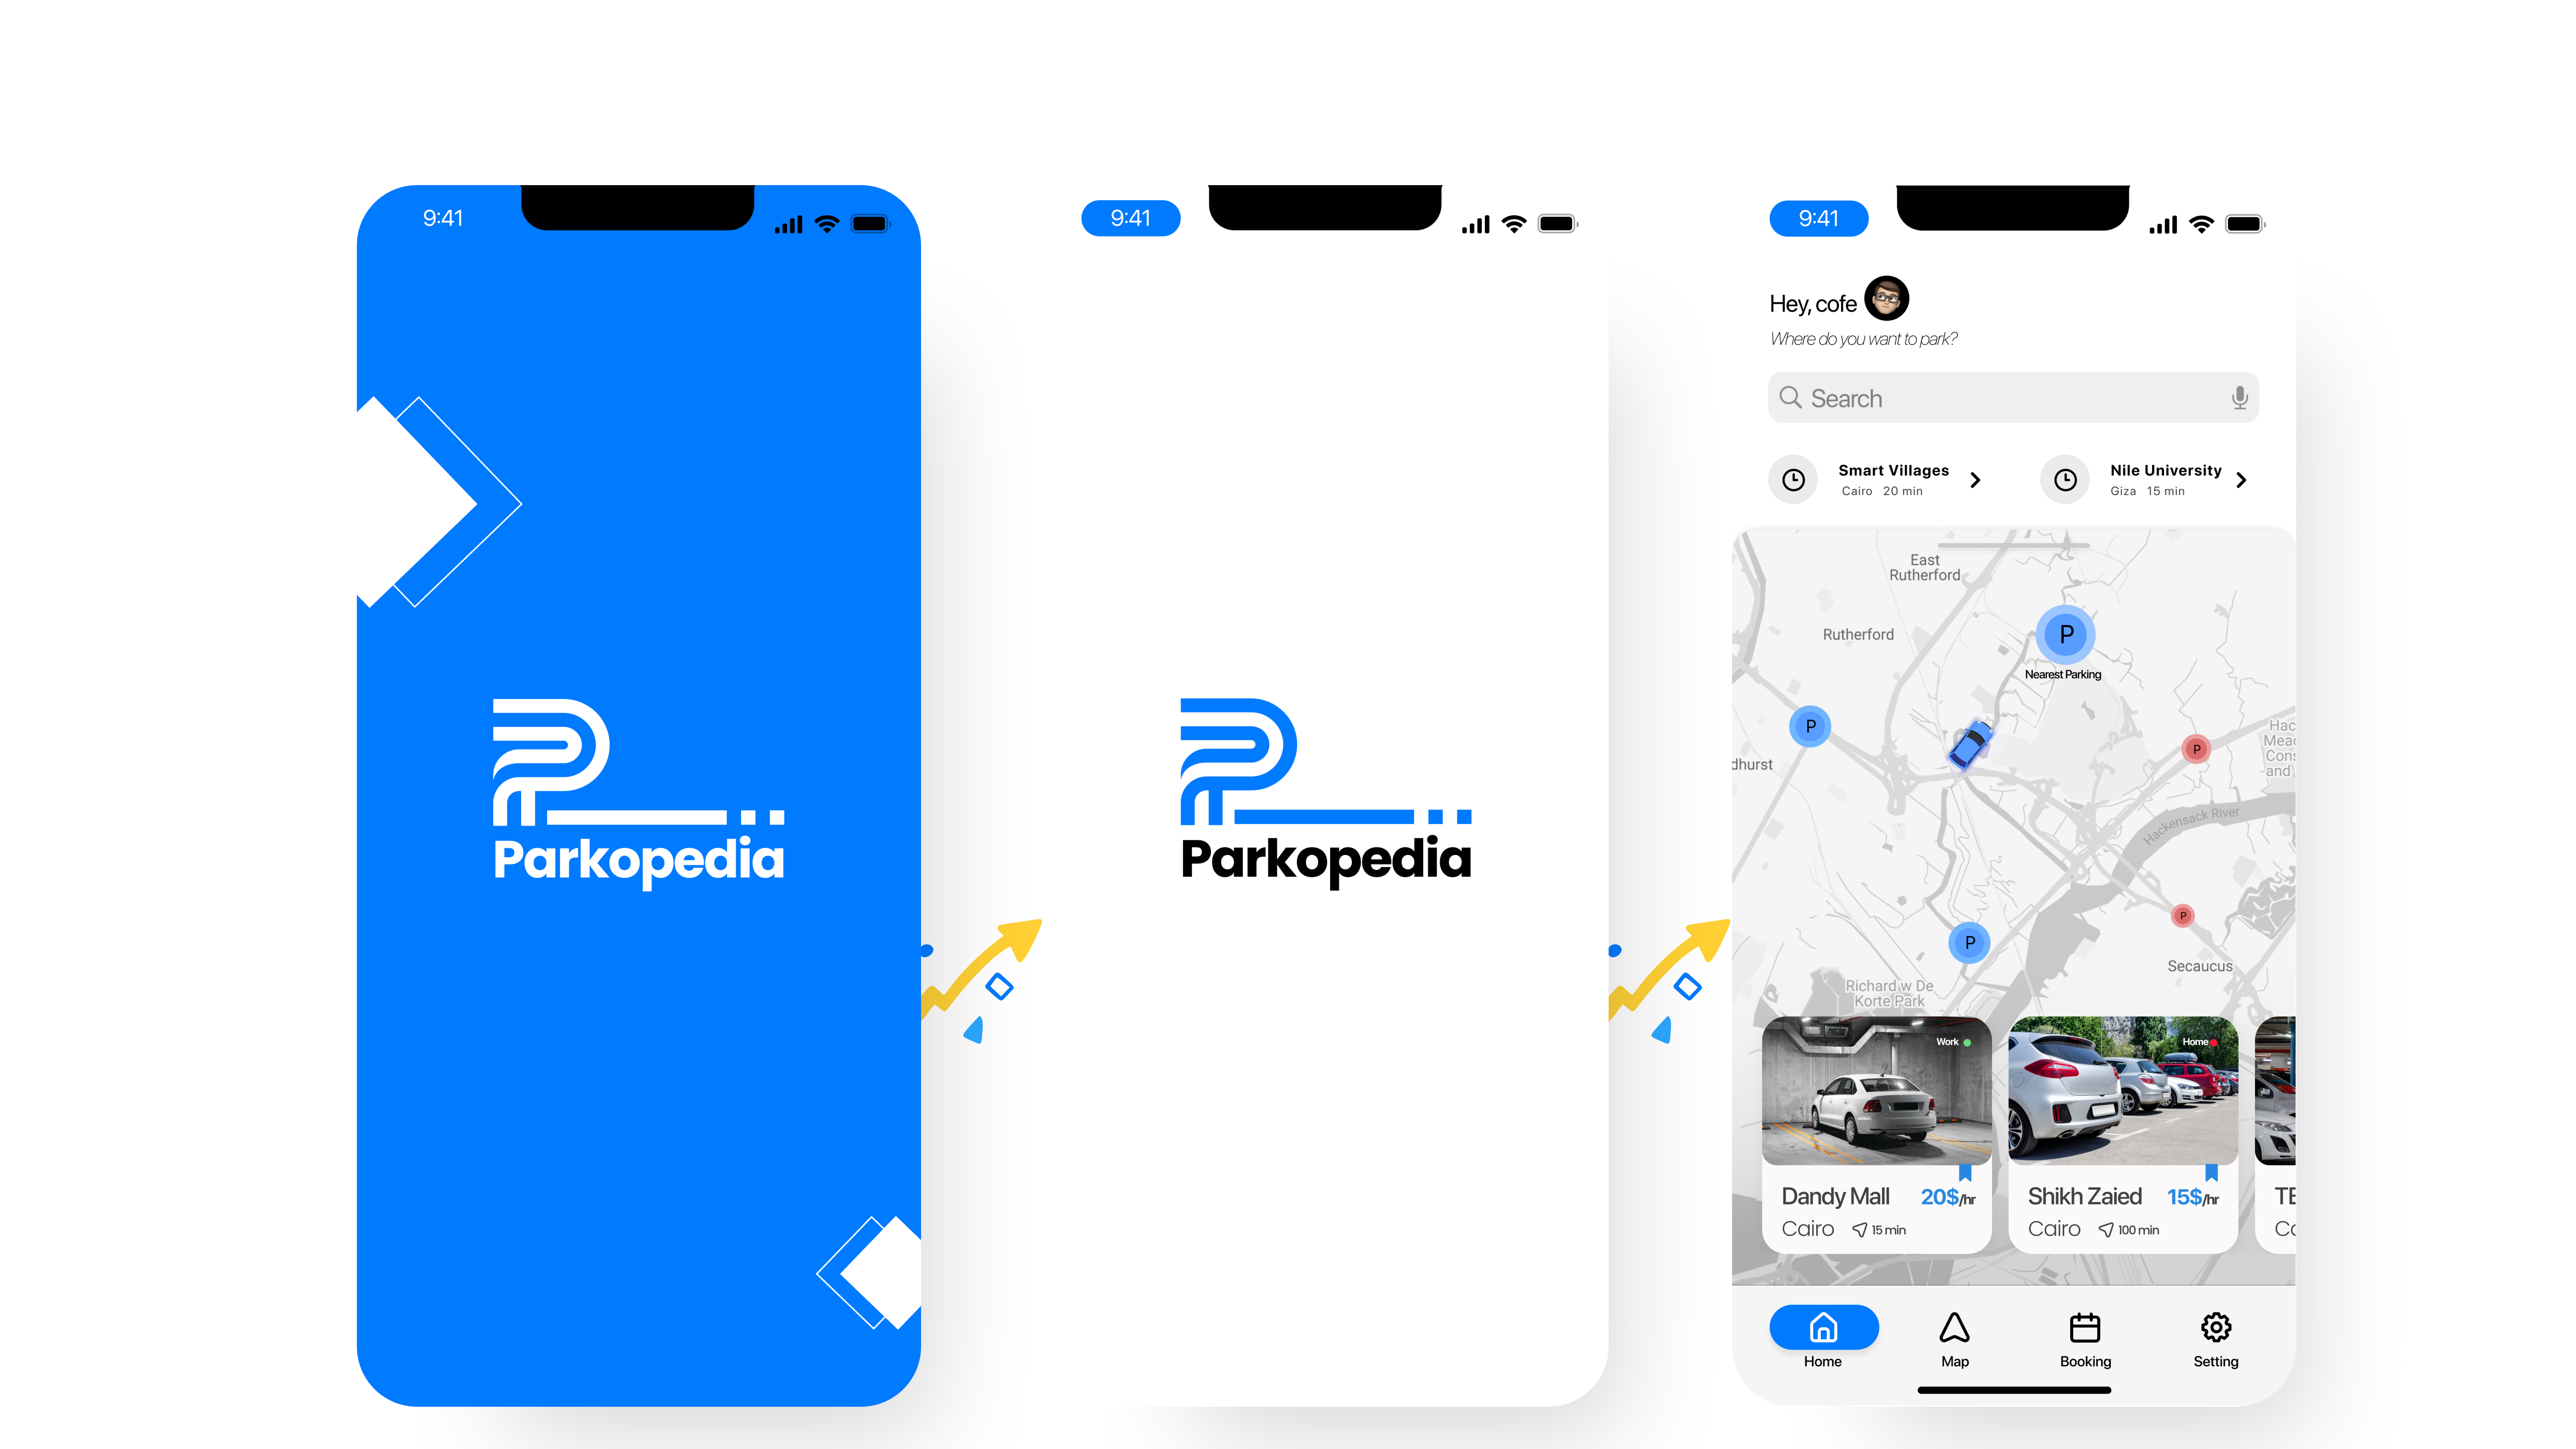 9:41
Parkopedia
9:41
Parkopedia
9:41
Hey, cofe
Where do you want to park?
Search
Smart Villages
Cairo 20 min
Nile University
Giza 15 min
East
Rutherford
Rutherford
P
Nearest Parking
P
P
dhurst
Hac
Mead
Cons
and
Hackensack River
P
P
Secaucus
Richard w De
Korte Park
Work
Home
Dandy Mall 20$/hr
Cairo 15 min
Shikh Zaied 15$/hr
Cairo 100 min
Home
Map
Booking
Setting